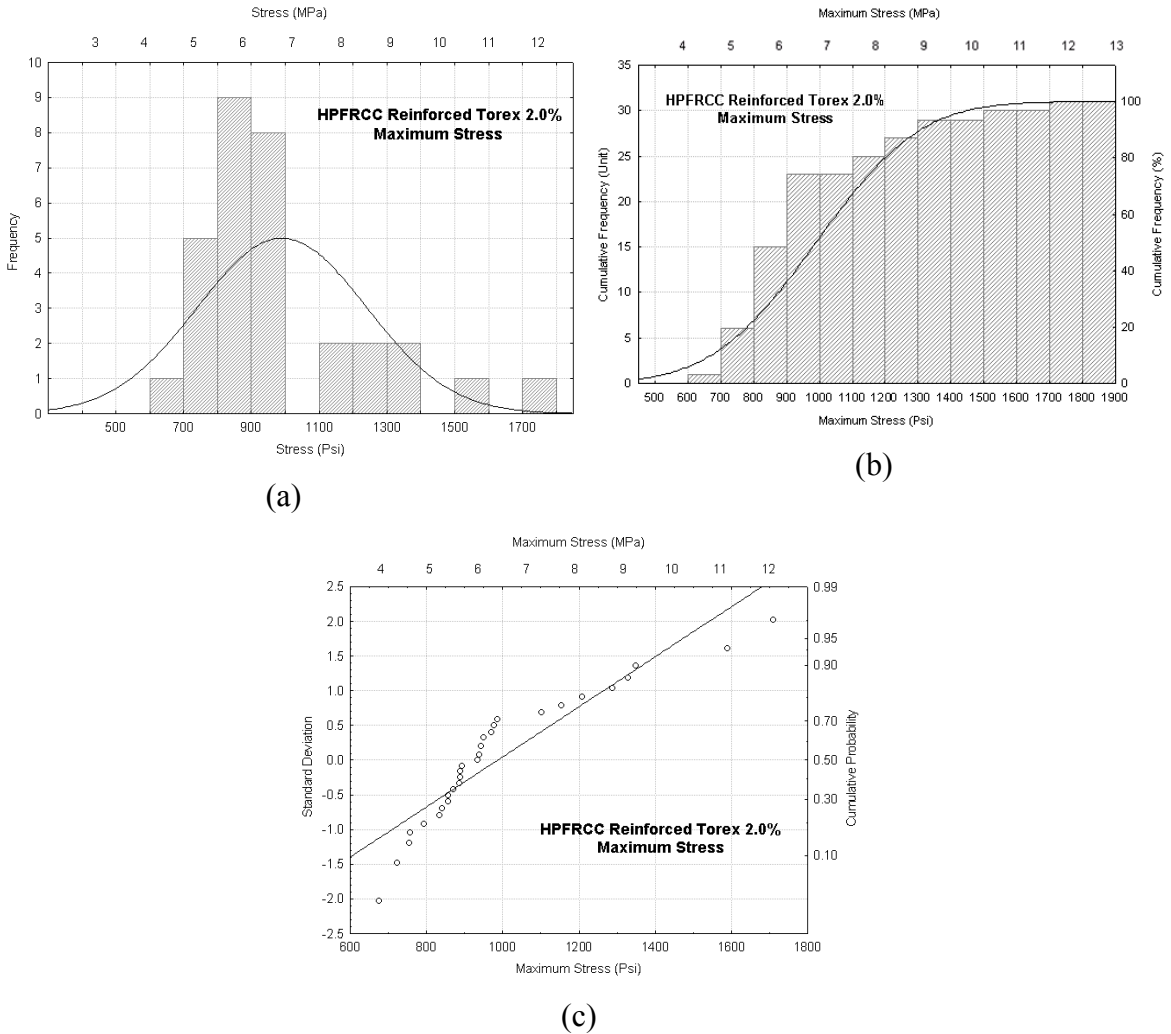 Stress (MPa)
3 4 5 6 7 8 9 10 11 12
10
9
8
7
6
5
4
3
2
1
0
Frequency
HPFRCC Reinforced Torex 2.0%
Maximum Stress
500 700 900 1100 1300 1500 1700
Stress (Psi)
(a)
Maximum Stress (MPa)
4 5 6 7 8 9 10 11 12 13
35
30
25
20
15
10
5
0
Cumulative Frequency (Unit)
HPFRCC Reinforced Torex 2.0%
Maximum Stress
100
80
60
40
20
0
Cumulative Frequency (%)
500 600 700 800 900 1000 1100 1200 1300 1400 1500 1600 1700 1800 1900
Maximum Stress (Psi)
(b)
Maximum Stress (MPa)
4 5 6 7 8 9 10 11 12
2.5
2.0
1.5
1.0
0.5
0.0
-0.5
-1.0
-1.5
-2.0
-2.5
Standard Deviation
HPFRCC Reinforced Torex 2.0%
Maximum Stress
0.99
0.95
0.90
0.70
0.50
0.30
0.10
Cumulative Probability
600 800 1000 1200 1400 1600 1800
Maximum Stress (Psi)
(c)